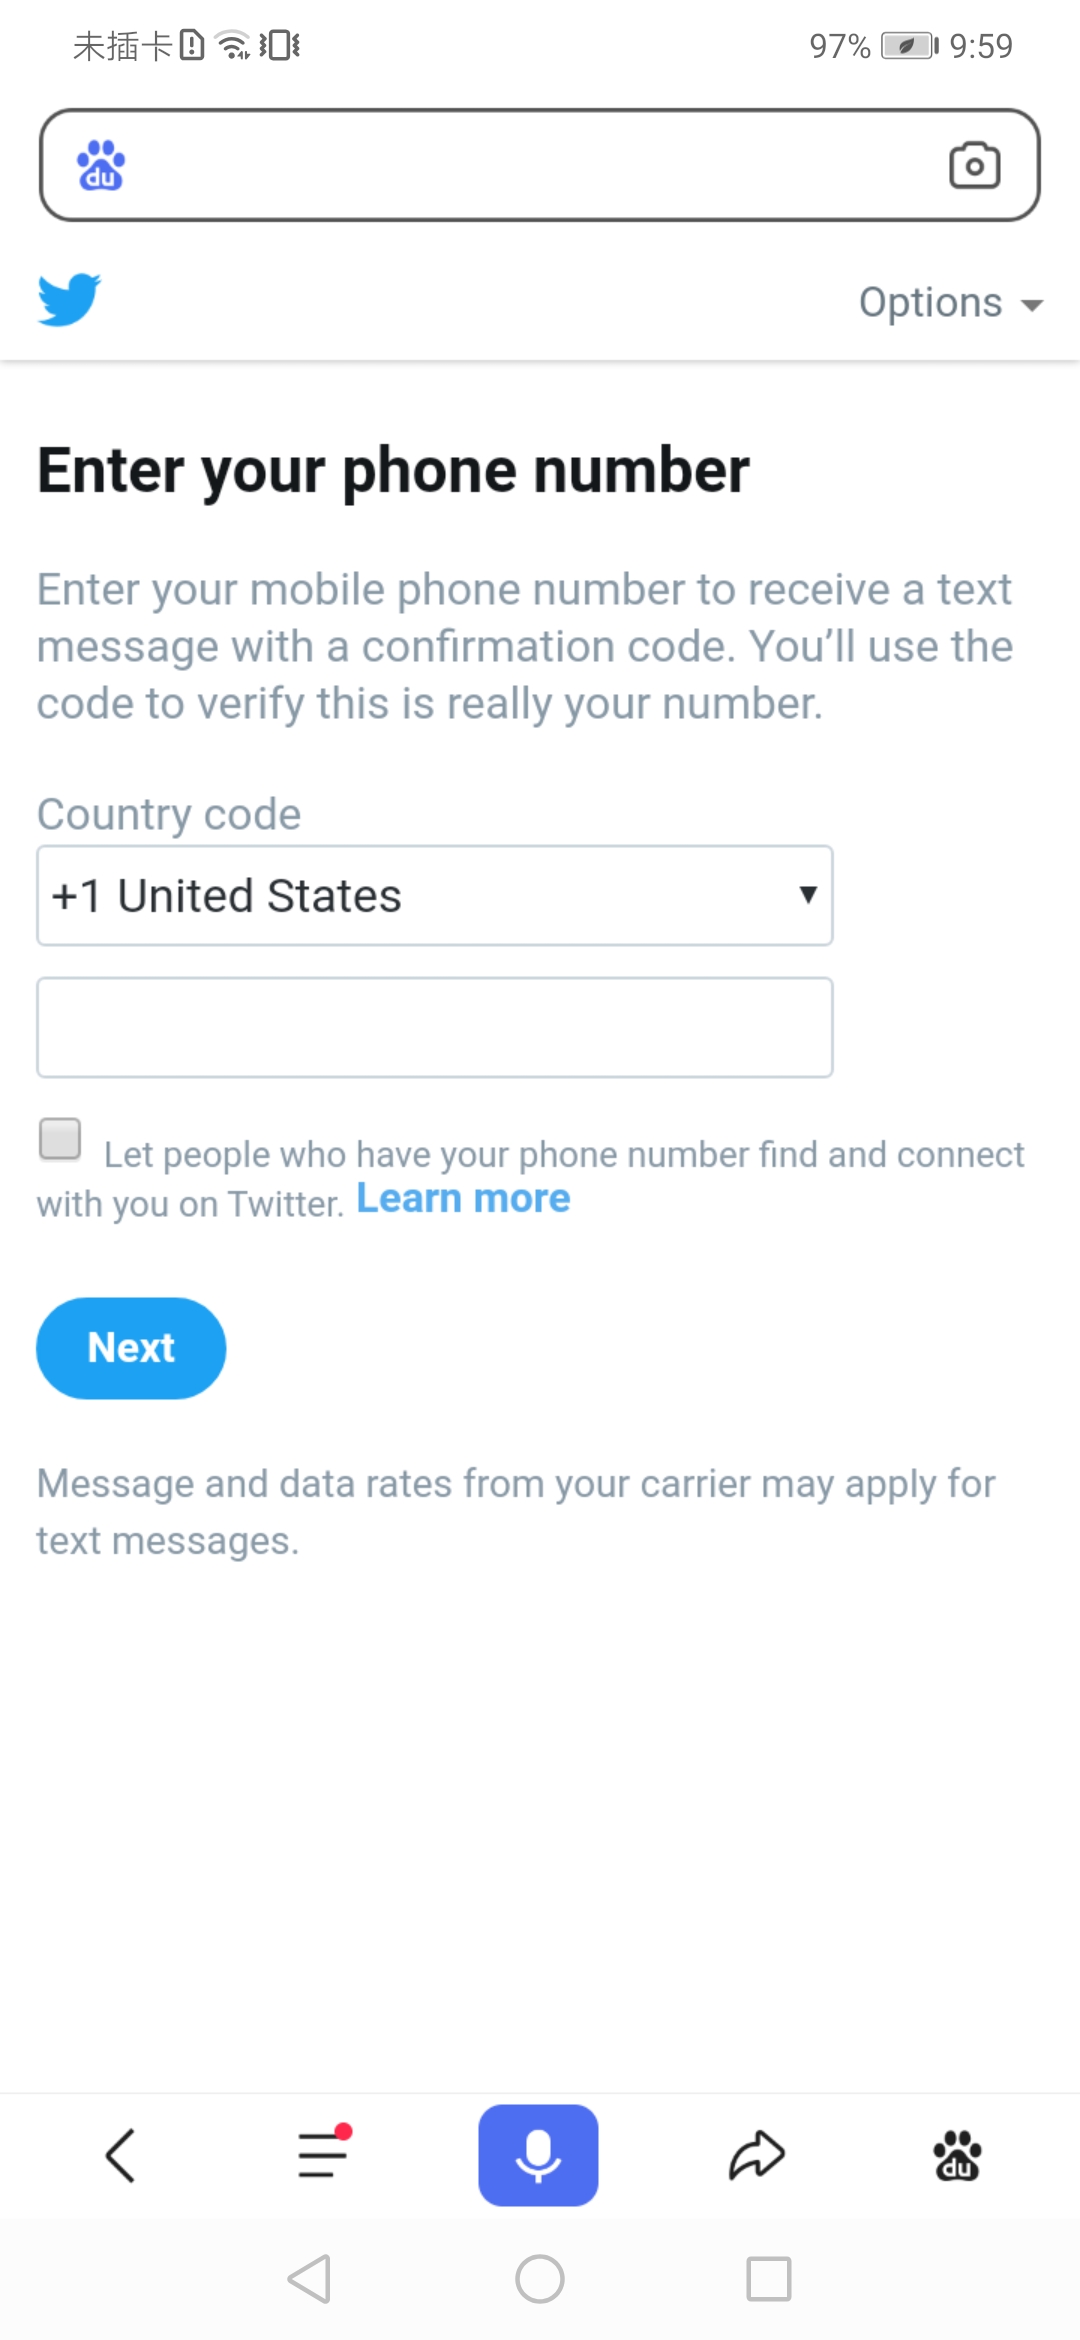 未插卡 97% 9:59
du
Options
Enter your phone number
Enter your mobile phone number to receive a text
message with a confirmation code. You’ll use the
code to verify this is really your number.
Country code
+1 United States
Let people who have your phone number find and connect
with you on Twitter. Learn more
Next
Message and data rates from your carrier may apply for
text messages.
du